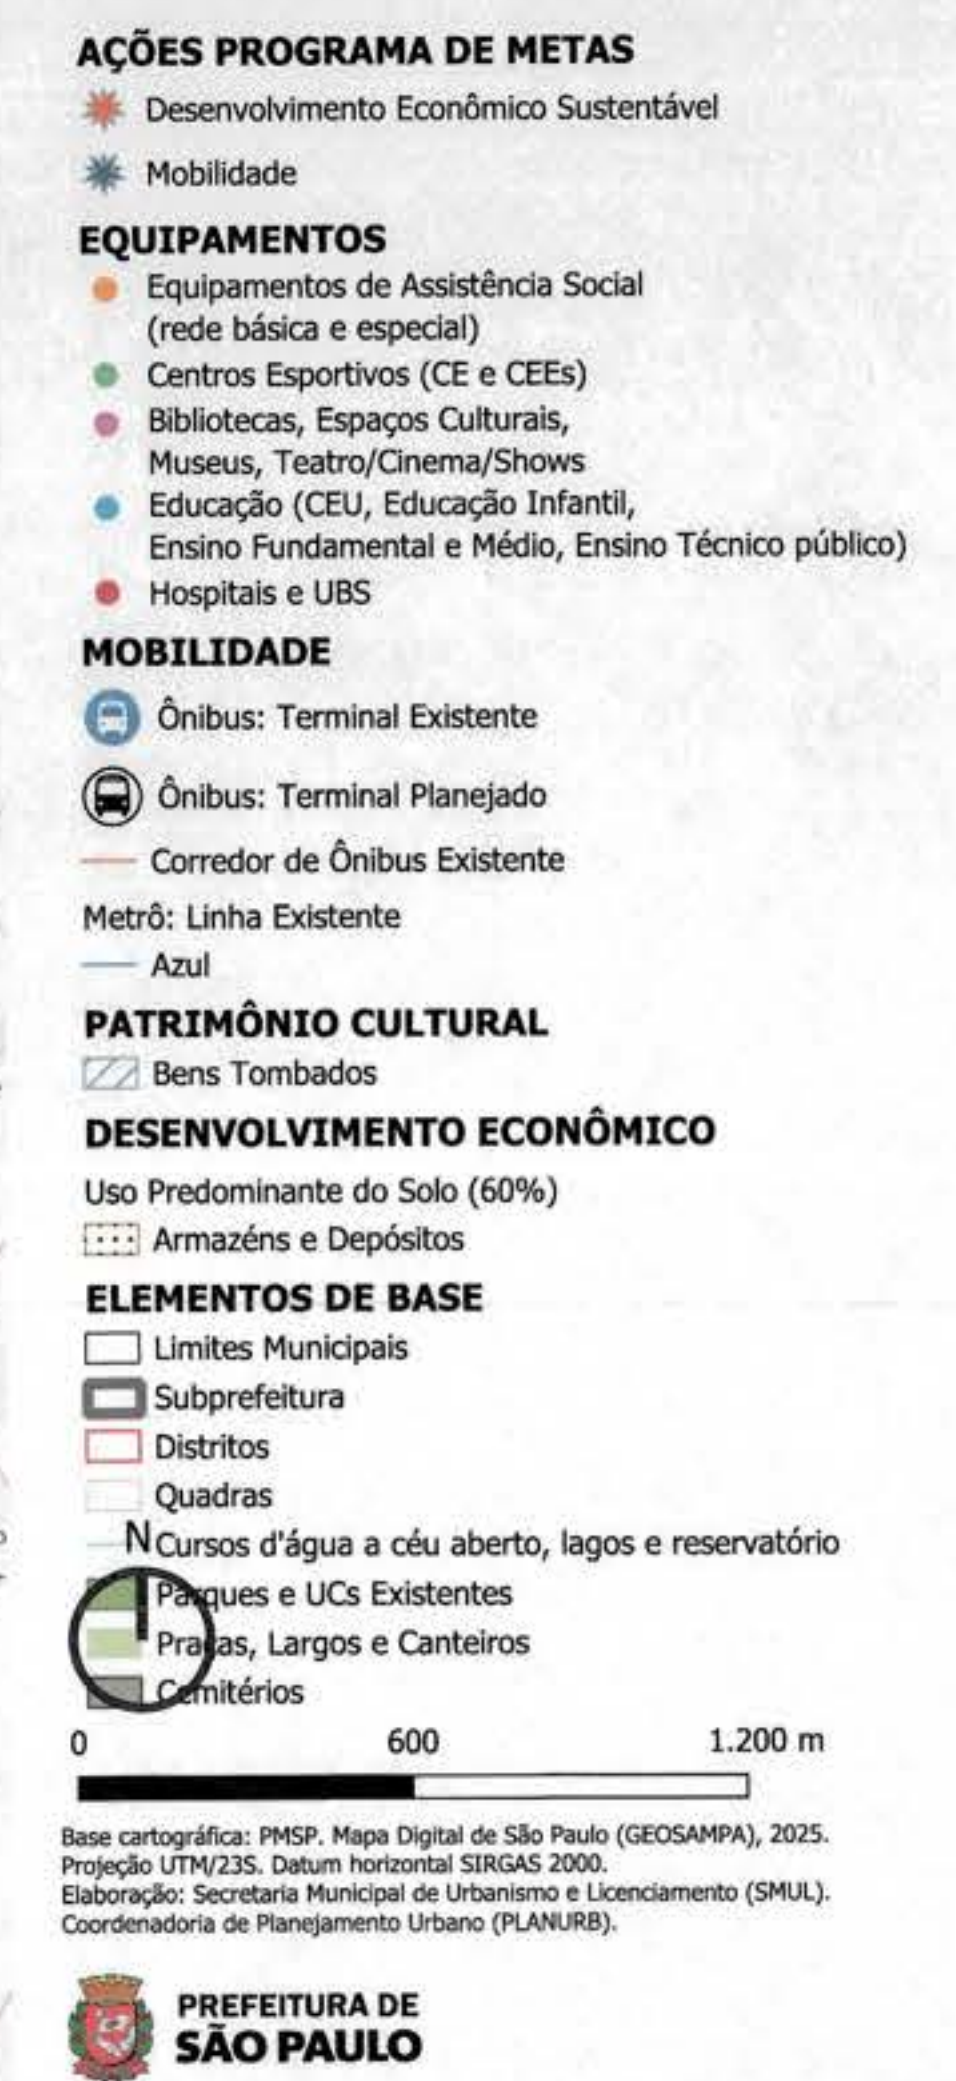 AÇÕES PROGRAMA DE METAS
Desenvolvimento Econômico Sustentável
Mobilidade
EQUIPAMENTOS
Equipamentos de Assistência Social
(rede básica e especial)
Centros Esportivos (CE e CEEs)
Bibliotecas, Espaços Culturais,
Museus, Teatro/Cinema/Shows
Educação (CEU, Educação Infantil,
Ensino Fundamental e Médio, Ensino Técnico público)
Hospitais e UBS
MOBILIDADE
Ônibus: Terminal Existente
Ônibus: Terminal Planejado
Corredor de Ônibus Existente
Metrô: Linha Existente
Azul
PATRIMÔNIO CULTURAL
Bens Tombados
DESENVOLVIMENTO ECONÔMICO
Uso Predominante do Solo (60%)
Armazéns e Depósitos
ELEMENTOS DE BASE
Limites Municipais
Subprefeitura
Distritos
Quadras
N
Cursos d'água a céu aberto, lagos e reservatório
Parques e UCs Existentes
Praças, Largos e Canteiros
Cemitérios
0 600 1.200 m
Base cartográfica: PMSP. Mapa Digital de São Paulo (GEOSAMPA), 2025.
Projeção UTM/23S. Datum horizontal SIRGAS 2000.
Elaboração: Secretaria Municipal de Urbanismo e Licenciamento (SMUL).
Coordenadoria de Planejamento Urbano (PLANURB).
PREFEITURA DE
SÃO PAULO